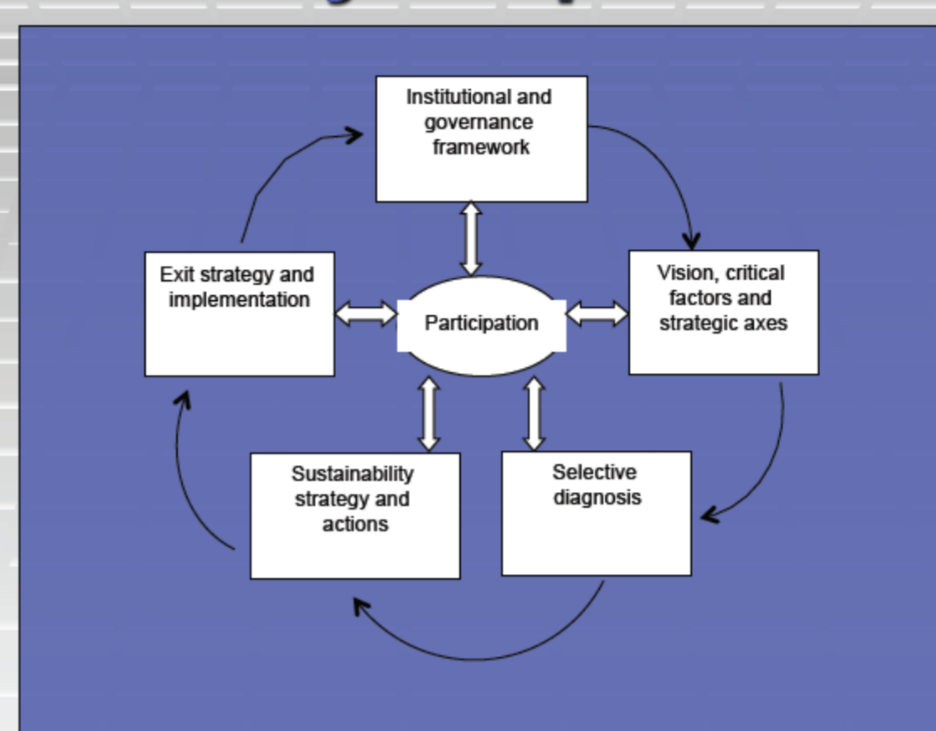 Institutional and
governance
framework
Exit strategy and
implementation
Participation
Vision, critical
factors and
strategic axes
Sustainability
strategy and
actions
Selective
diagnosis